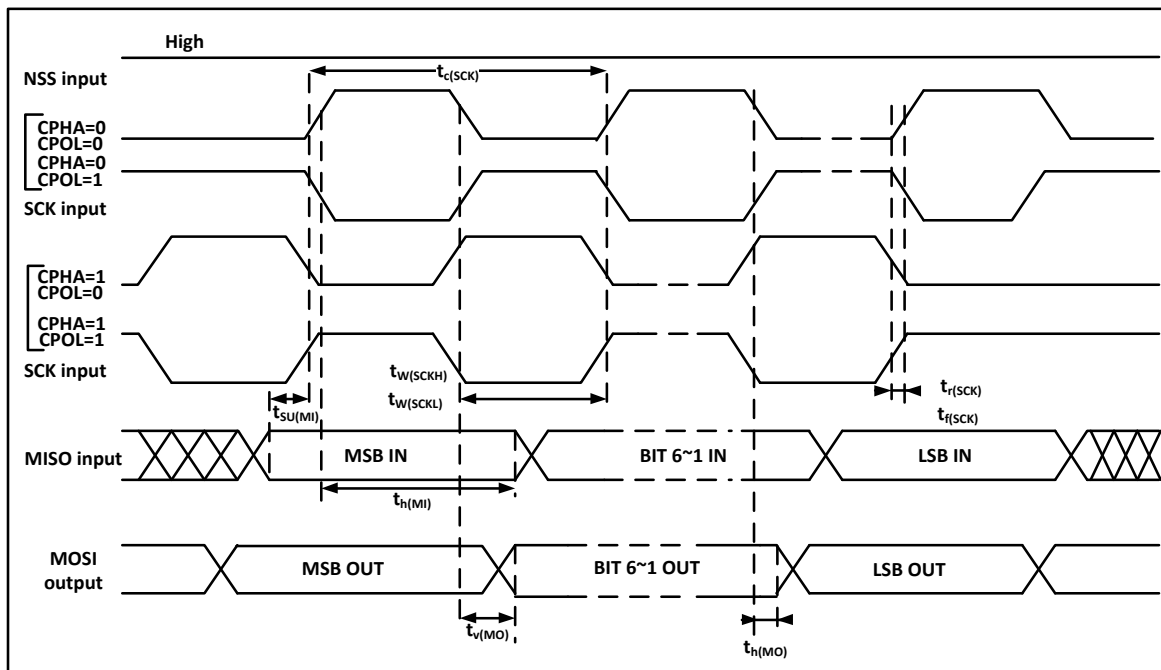 High
NSS input
tc(SCK)
CPHA=0
CPOL=0
CPHA=0
CPOL=1
SCK input
CPHA=1
CPOL=0
CPHA=1
CPOL=1
SCK input
tW(SCKH)
tW(SCKL)
tr(SCK)
tf(SCK)
tSU(MI)
MISO input
MSB IN
BIT 6~1 IN
LSB IN
th(MI)
MOSI
output
MSB OUT
BIT 6~1 OUT
LSB OUT
tv(MO)
th(MO)